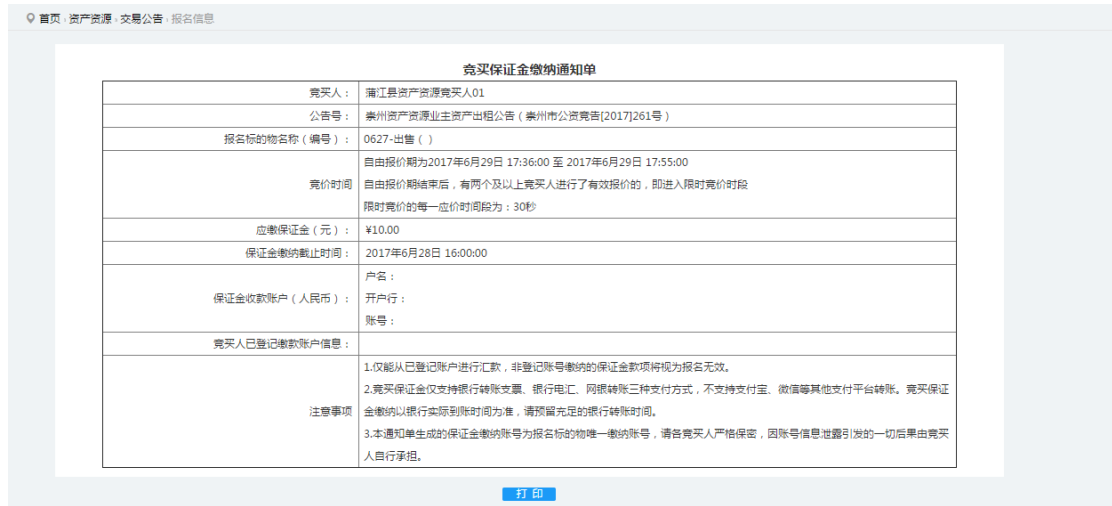 首页 › 资产资源 › 交易公告 › 报名信息
竞买保证金缴纳通知单
竞买人： 蒲江县资产资源竞买人01
公告号： 崇州资产资源业主资产出租公告（崇州市公资竞告[2017]261号）
报名标的物名称（编号）： 0627-出售（ ）
自由报价期为2017年6月29日 17:36:00 至 2017年6月29日 17:55:00
竞价时间 自由报价期结束后，有两个及以上竞买人进行了有效报价的，即进入限时竞价时段
限时竞价的每一应价时间段为：30秒
应缴保证金（元）： ¥10.00
保证金缴纳截止时间： 2017年6月28日 16:00:00
户名：
保证金收款账户（人民币）： 开户行：
账号：
竞买人已登记缴款账户信息：
1.仅能从已登记账户进行汇款，非登记账号缴纳的保证金款项将视为报名无效。
2.竞买保证金仅支持银行转账支票、银行电汇、网银转账三种支付方式，不支持支付宝、微信等其他支付平台转账。竞买保证
注意事项 金缴纳以银行实际到账时间为准，请预留充足的银行转账时间。
3.本通知单生成的保证金缴纳账号为报名标的物唯一缴纳账号，请各竞买人严格保密，因账号信息泄露引发的一切后果由竞买
人自行承担。
打 印